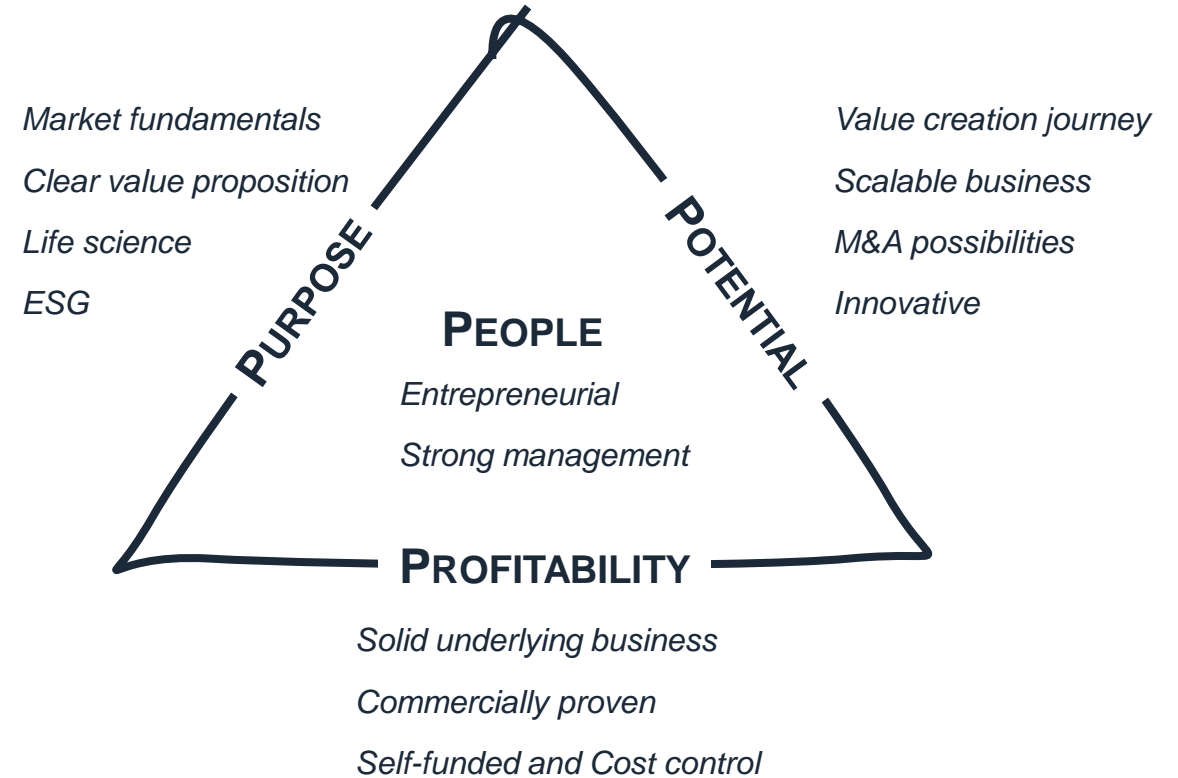 Market fundamentals
Clear value proposition
Life science
ESG
PURPOSE
Value creation journey
Scalable business
M&A possibilities
Innovative
POTENTIAL
PEOPLE
Entrepreneurial
Strong management
PROFITABILITY
Solid underlying business
Commercially proven
Self-funded and Cost control